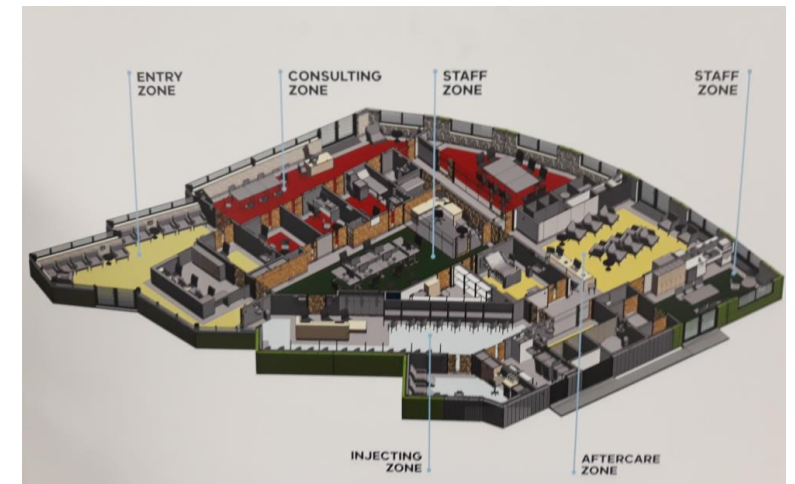 ENTRY
ZONE
CONSULTING
ZONE
STAFF
ZONE
STAFF
ZONE
INJECTING
ZONE
AFTERCARE
ZONE